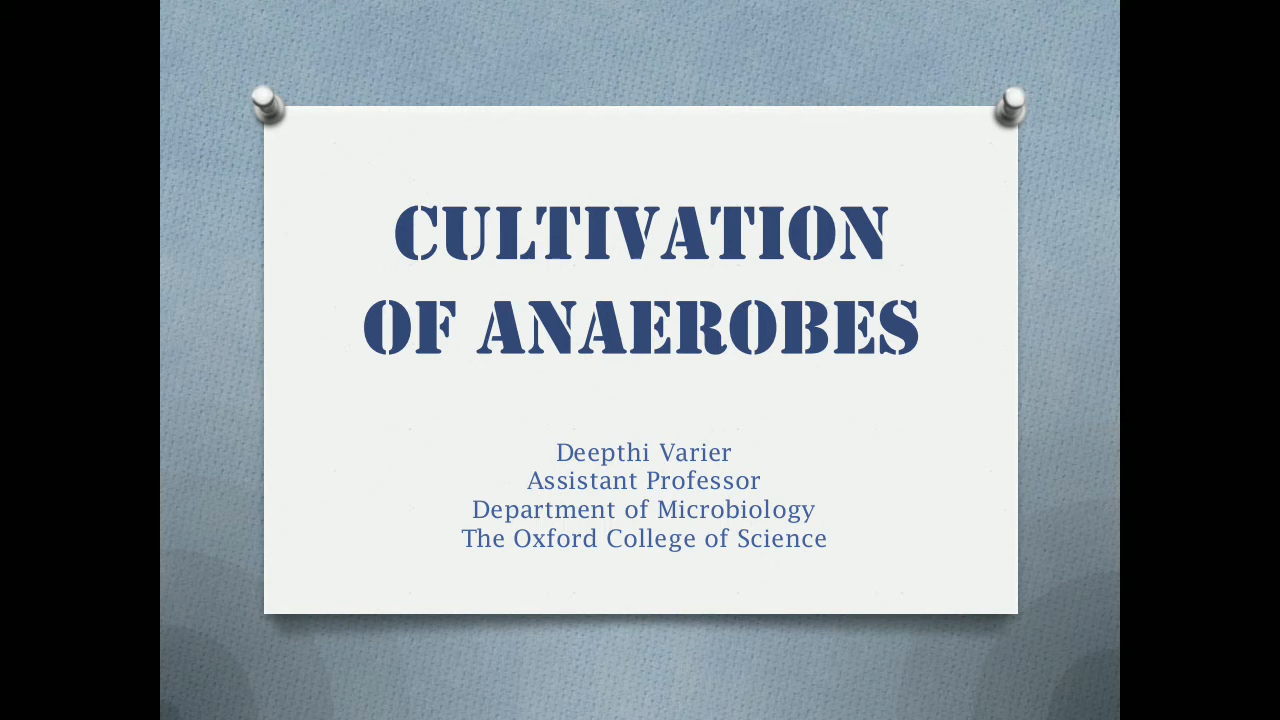 CULTIVATION
OF ANAEROBES
Deepthi Varier
Assistant Professor
Department of Microbiology
The Oxford College of Science